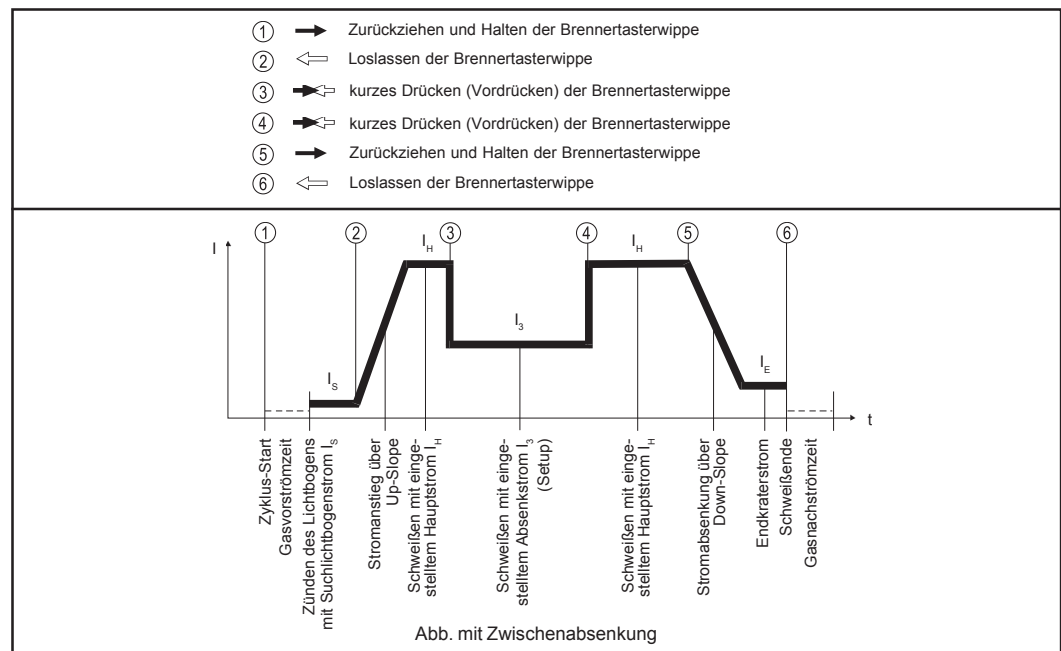 1 Zurückziehen und Halten der Brennertasterwippe
2 Loslassen der Brennertasterwippe
3 kurzes Drücken (Vordrücken) der Brennertasterwippe
4 kurzes Drücken (Vordrücken) der Brennertasterwippe
5 Zurückziehen und Halten der Brennertasterwippe
6 Loslassen der Brennertasterwippe
I
1
2
I_H
3
4
I_H
5
6
I_S
I_3
I_E
t
Zyklus-Start
Gasvorströmzeit
Zünden des Lichtbogens
mit Suchlichtbogenstrom I_S
Stromanstieg über
Up-Slope
Schweißen mit einge-
stelltem Hauptstrom I_H
Schweißen mit einge-
stelltem Absenkstrom I_3
(Setup)
Schweißen mit einge-
stelltem Hauptstrom I_H
Stromabsenkung über
Down-Slope
Endkraterstrom
Schweißende
Gasnachströmzeit
Abb. mit Zwischenabsenkung